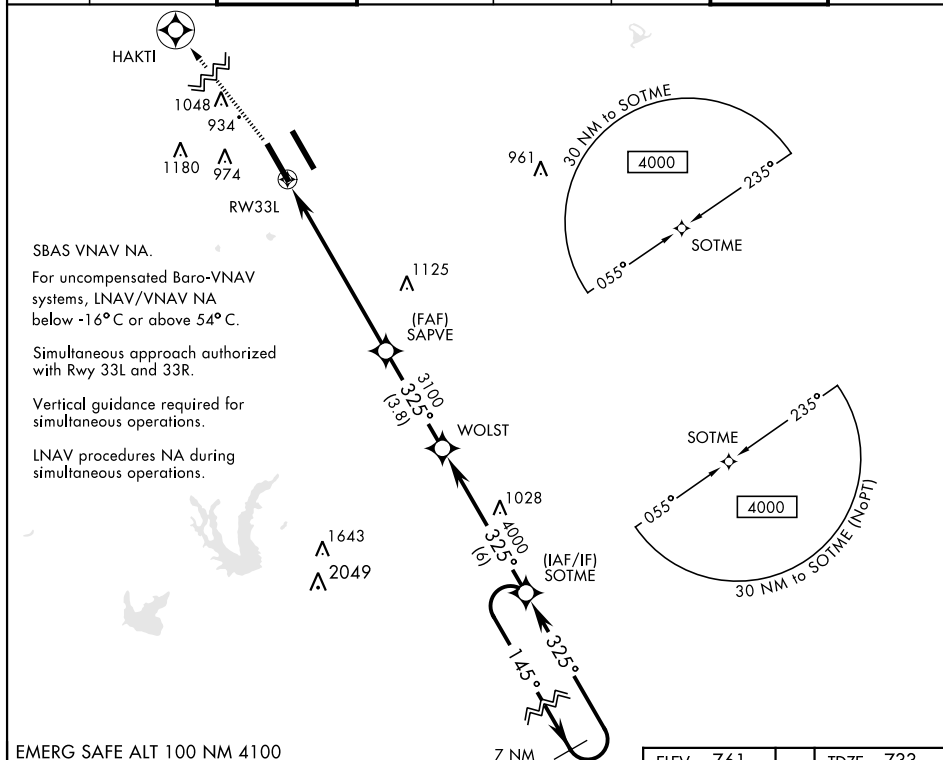 HAKTI
1048
934
1180
974
RW33L
961
30 NM to SOTME
4000
235°
055°
SOTME
SBAS VNAV NA.
For uncompensated Baro-VNAV
systems, LNAV/VNAV NA
below -16°C or above 54°C.
Simultaneous approach authorized
with Rwy 33L and 33R.
Vertical guidance required for
simultaneous operations.
LNAV procedures NA during
simultaneous operations.
1125
(FAF)
SAPVE
3100
325°
(3.8)
WOLST
1028
4000
325°
(6)
(IAF/IF)
SOTME
1643
2049
235°
SOTME
055°
4000
30 NM to SOTME (NoPT)
325°
145°
7 NM
EMERG SAFE ALT 100 NM 4100
ELEV 761
TDZE 733